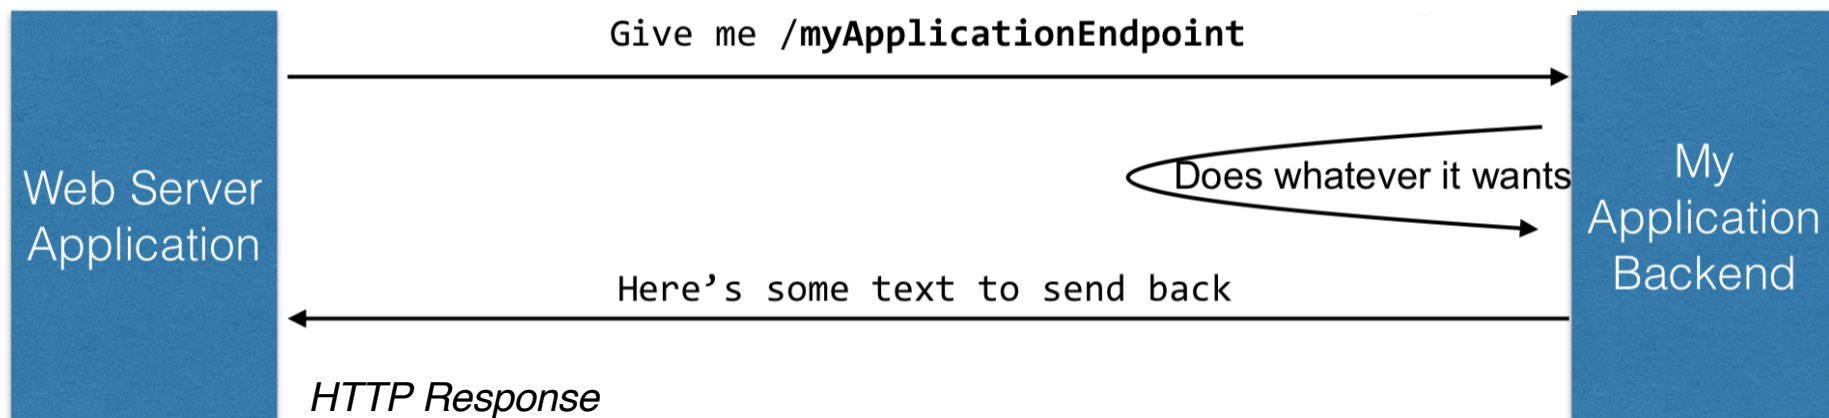 Give me /myApplicationEndpoint
Web Server
Application
Does whatever it wants
My
Application
Backend
Here’s some text to send back
HTTP Response